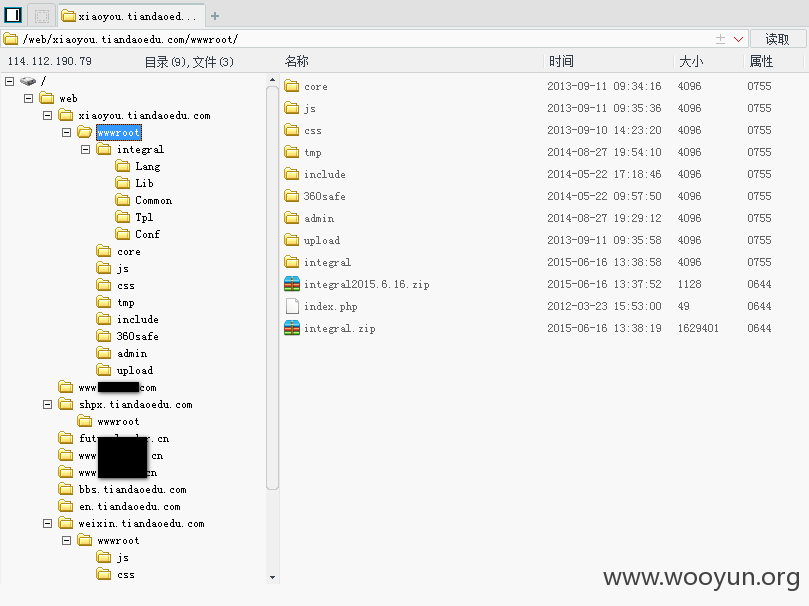 xiaoyou.tiandaoed...
/web/xiaoyou.tiandaoedu.com/wwwroot/
读取
114.112.190.79
目录(9),文件(3)
名称 时间 大小 属性
/
web
xiaoyou.tiandaoedu.com
wwwroot
integral
Lang
Lib
Common
Tpl
Conf
core
js
css
tmp
include
360safe
admin
upload
www com
shpx.tiandaoedu.com
wwwroot
.cn
www .cn
www cn
bbs.tiandaoedu.com
en.tiandaoedu.com
weixin.tiandaoedu.com
wwwroot
js
css
core 2013-09-11 09:34:16 4096 0755
js 2013-09-11 09:35:36 4096 0755
css 2013-09-10 14:23:20 4096 0755
tmp 2014-08-27 19:54:10 4096 0755
include 2014-05-22 17:18:46 4096 0755
360safe 2014-05-22 09:57:50 4096 0755
admin 2014-08-27 19:29:12 4096 0755
upload 2013-09-11 09:35:58 4096 0755
integral 2015-06-16 13:38:58 4096 0755
integral2015.6.16.zip 2015-06-16 13:37:52 1128 0644
index.php 2012-03-23 15:53:00 49 0644
integral.zip 2015-06-16 13:38:19 1629401 0644
www.wooyun.org